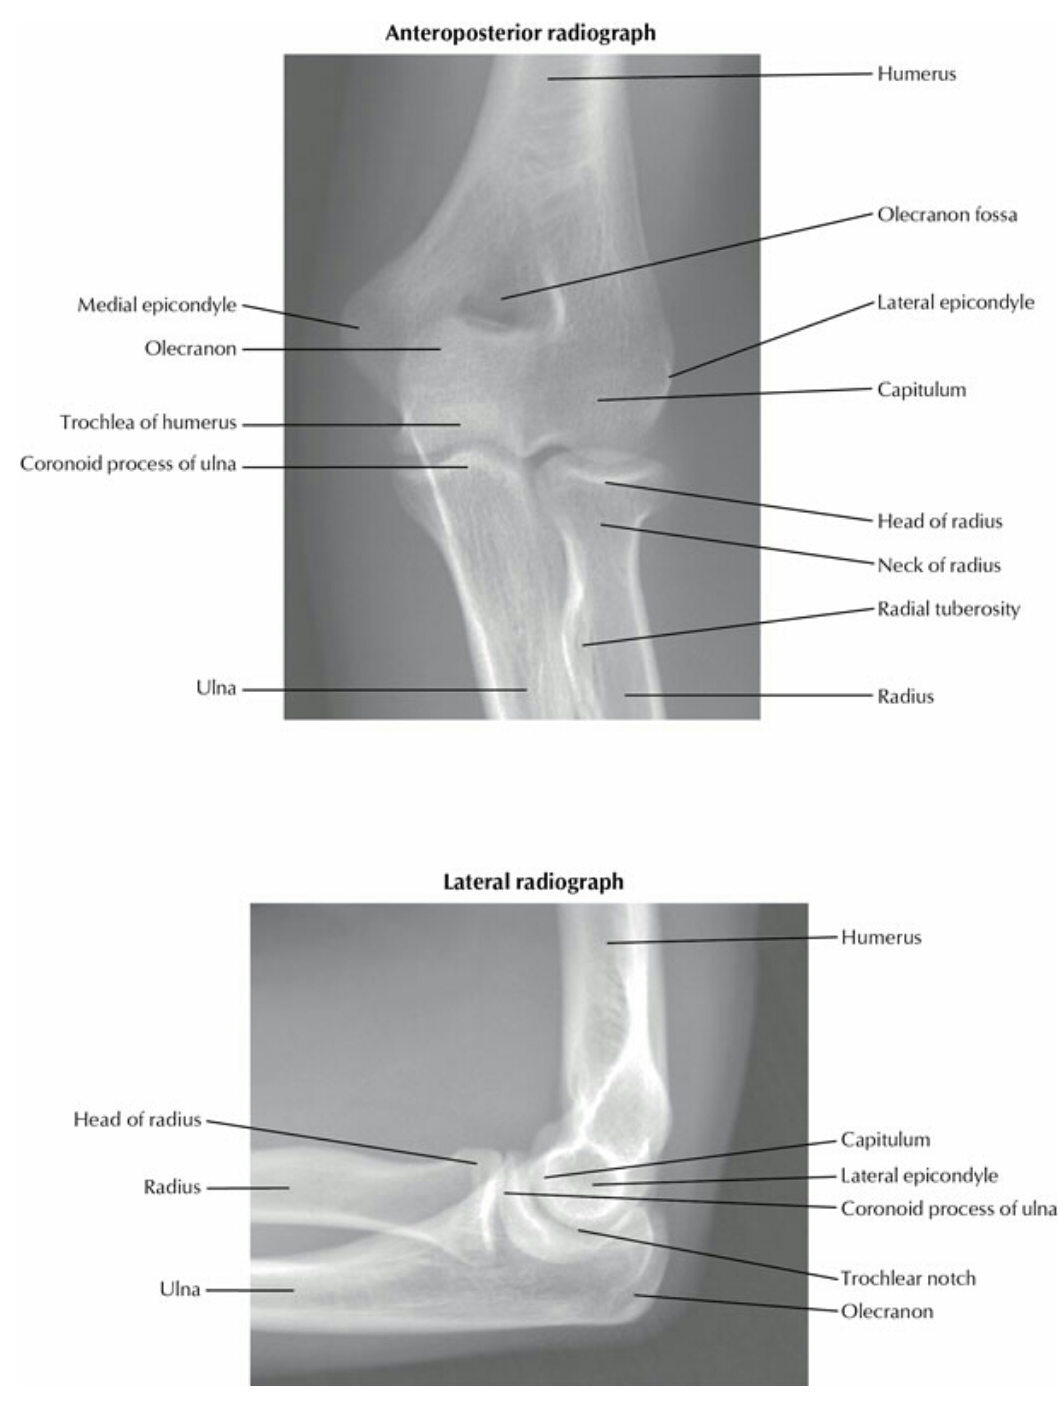 Anteroposterior radiograph
Humerus
Olecranon fossa
Medial epicondyle
Lateral epicondyle
Olecranon
Capitulum
Trochlea of humerus
Coronoid process of ulna
Head of radius
Neck of radius
Radial tuberosity
Ulna
Radius
Lateral radiograph
Humerus
Head of radius
Capitulum
Radius
Lateral epicondyle
Coronoid process of ulna
Trochlear notch
Ulna
Olecranon